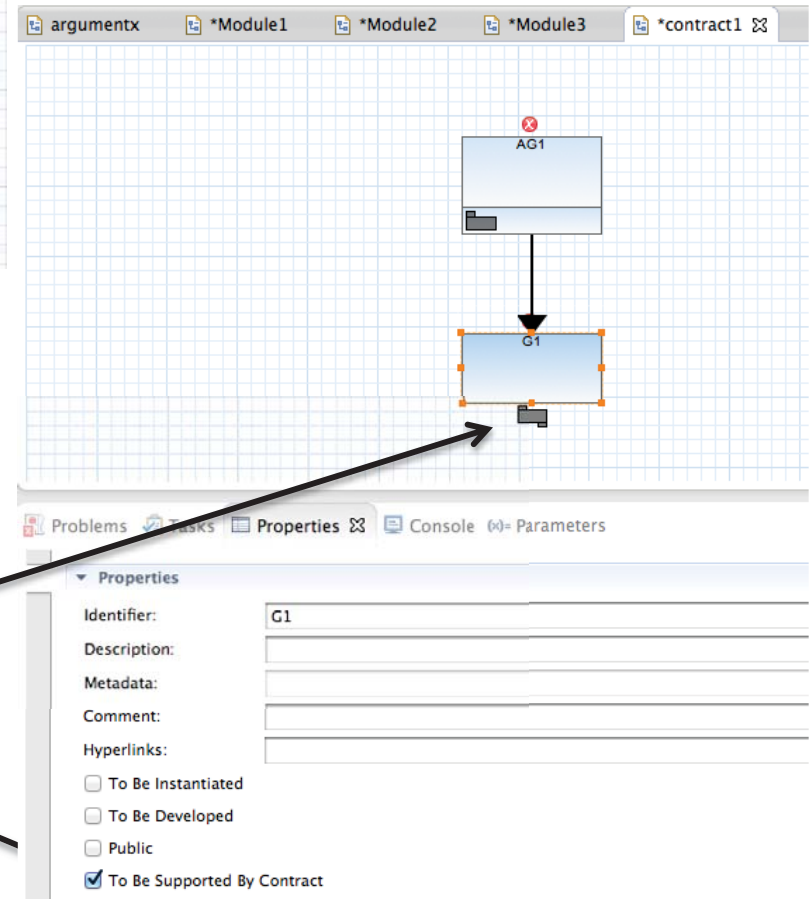 argumentx *Module1 *Module2 *Module3 *contract1
AG1
G1
Problems Tasks Properties Console (x)= Parameters
Properties
Identifier: G1
Description:
Metadata:
Comment:
Hyperlinks:
To Be Instantiated
To Be Developed
Public
To Be Supported By Contract